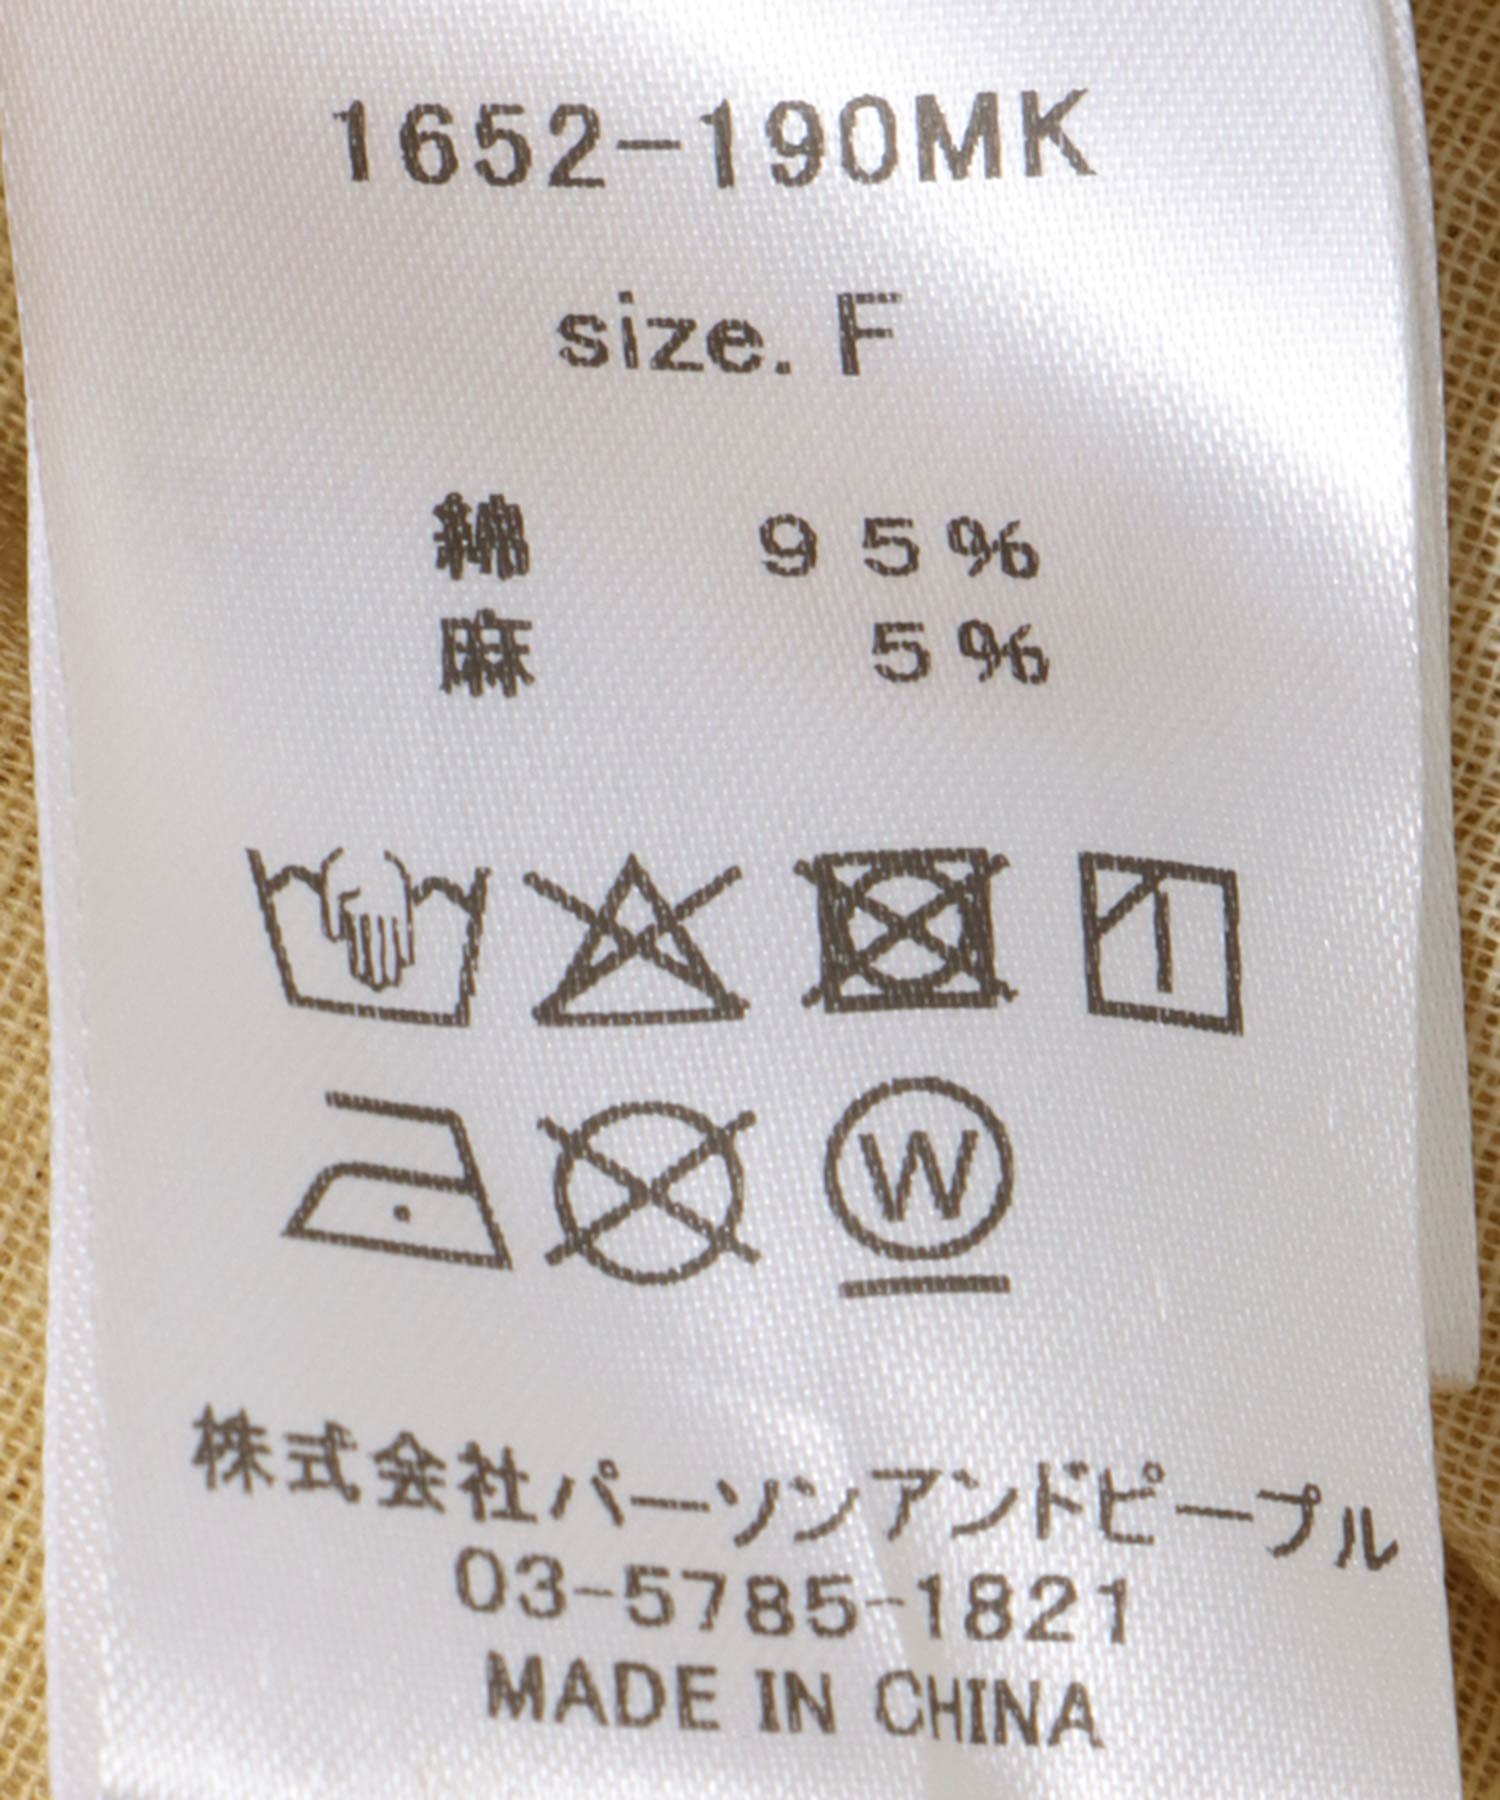 1652-190MK
size. F
綿 95%
麻 5%
W
株式会社パーソンアンドピープル
03-5785-1821
MADE IN CHINA